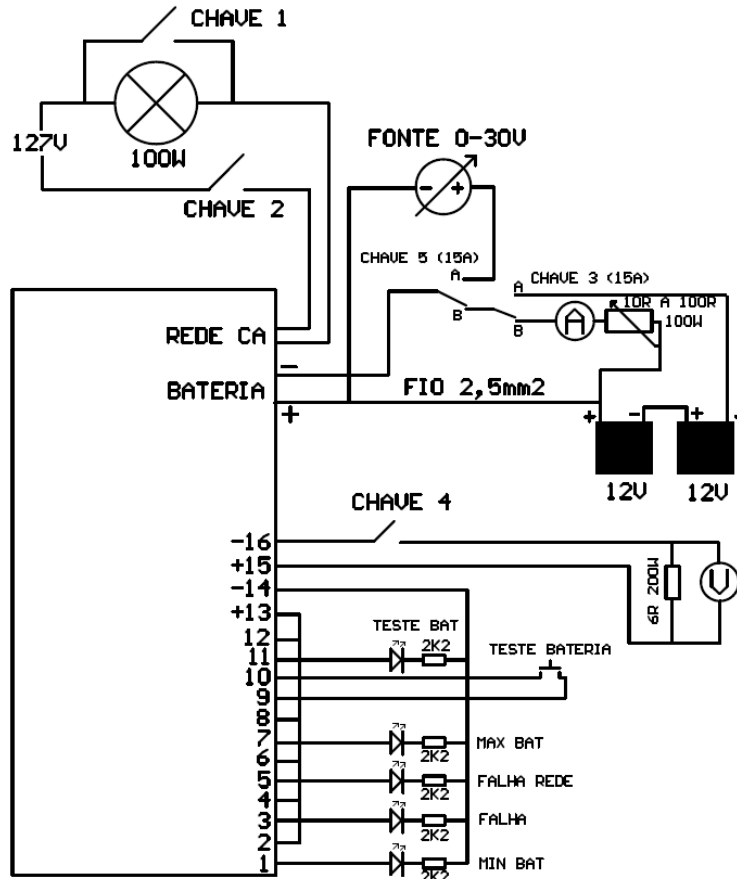 CHAVE 1
127V
100W
CHAVE 2
FONTE 0-30V
- +
CHAVE 5 (15A)
A
B
A CHAVE 3 (15A)
B
A
10R A 100R
100W
REDE CA
-
BATERIA
+
FIO 2,5mm2
+ - + -
12V 12V
CHAVE 4
6R 200W
V
-16
+15
-14
+13
12
11
10
9
8
7
6
5
4
3
2
1
TESTE BAT
2K2
TESTE BATERIA
2K2
MAX BAT
2K2
FALHA REDE
2K2
FALHA
2K2
MIN BAT